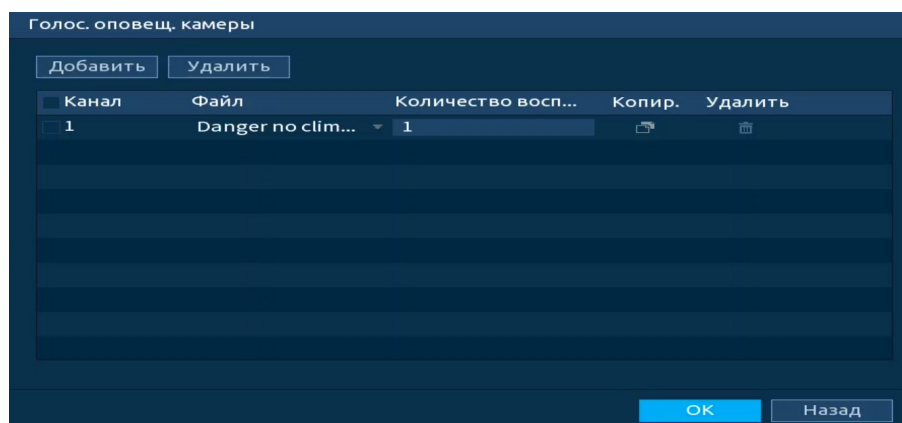 Голос. оповещ. камеры
Добавить Удалить
Канал Файл Количество восп... Копир. Удалить
1 Danger no clim... 1
OK Назад